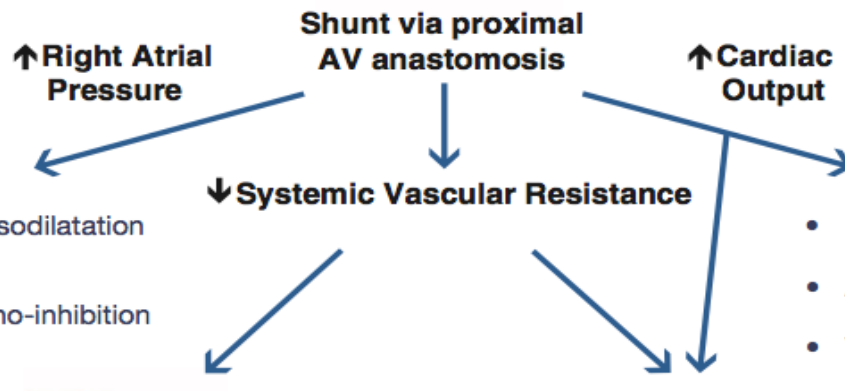 Shunt via proximal
AV anastomosis
↑Right Atrial
Pressure
↑Cardiac
Output
↓Systemic Vascular Resistance
sodilatation
no-inhibition